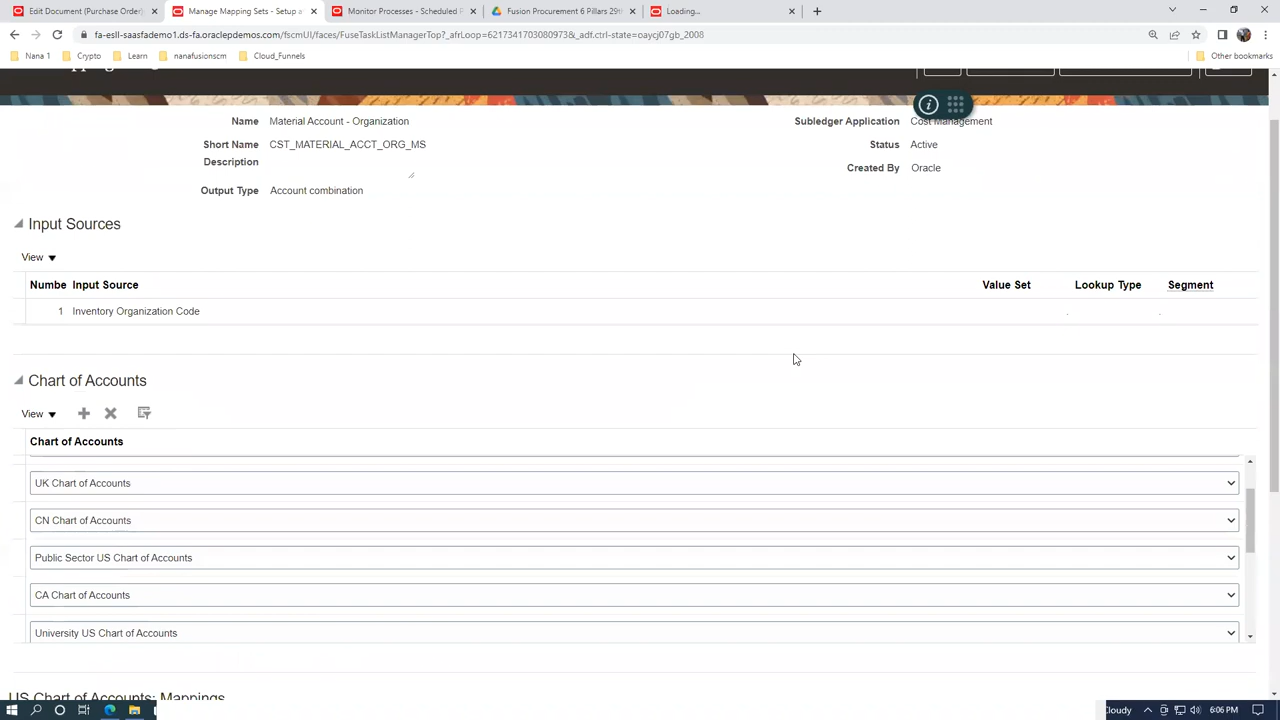 Edit Document (Purchase Order)
Manage Mapping Sets - Setup a
Monitor Processes - Scheduled P
Fusion Procurement 6 Pillars 29th
Loading...
fa-esll-saasfademo1.ds-fa.oraclepdemos.com/fscmUI/faces/FuseTaskListManagerTop?_afrLoop=62173417030809738&_adf.ctrl-state=oaycj07gb_2008
Nana 1
Crypto
Learn
nanafusionscm
Cloud_Funnels
Other bookmarks
Name Material Account - Organization
Subledger Application Cost Management
Short Name CST_MATERIAL_ACCT_ORG_MS
Status Active
Description
Created By Oracle
Output Type Account combination
Input Sources
View
Numbe Input Source Value Set Lookup Type Segment
1 Inventory Organization Code
Chart of Accounts
View
Chart of Accounts
UK Chart of Accounts
CN Chart of Accounts
Public Sector US Chart of Accounts
CA Chart of Accounts
University US Chart of Accounts
US Chart of Accounts: Mappings
Cloudy
6:06 PM